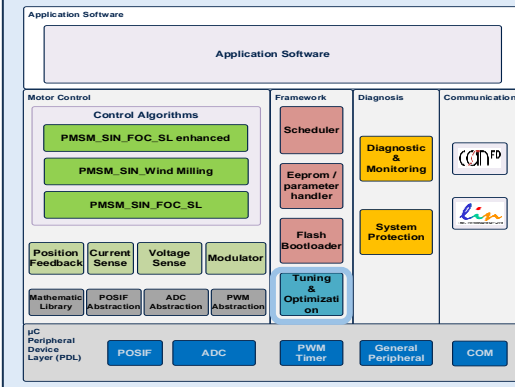 Application Software
Application Software
Motor Control
Control Algorithms
PMSM_SIN_FOC_SL enhanced
PMSM_SIN_Wind Milling
PMSM_SIN_FOC_SL
Position
Feedback
Current
Sense
Voltage
Sense
Modulator
Mathematic
Library
POSIF
Abstraction
ADC
Abstraction
PWM
Abstraction
Framework
Scheduler
Eeprom /
parameter
handler
Flash
Bootloader
Tuning
&
Optimizati
on
Diagnosis
Diagnostic
&
Monitoring
System
Protection
Communication
CAN FD
lin
µC
Peripheral
Device
Layer (PDL)
POSIF
ADC
PWM
Timer
General
Peripheral
COM